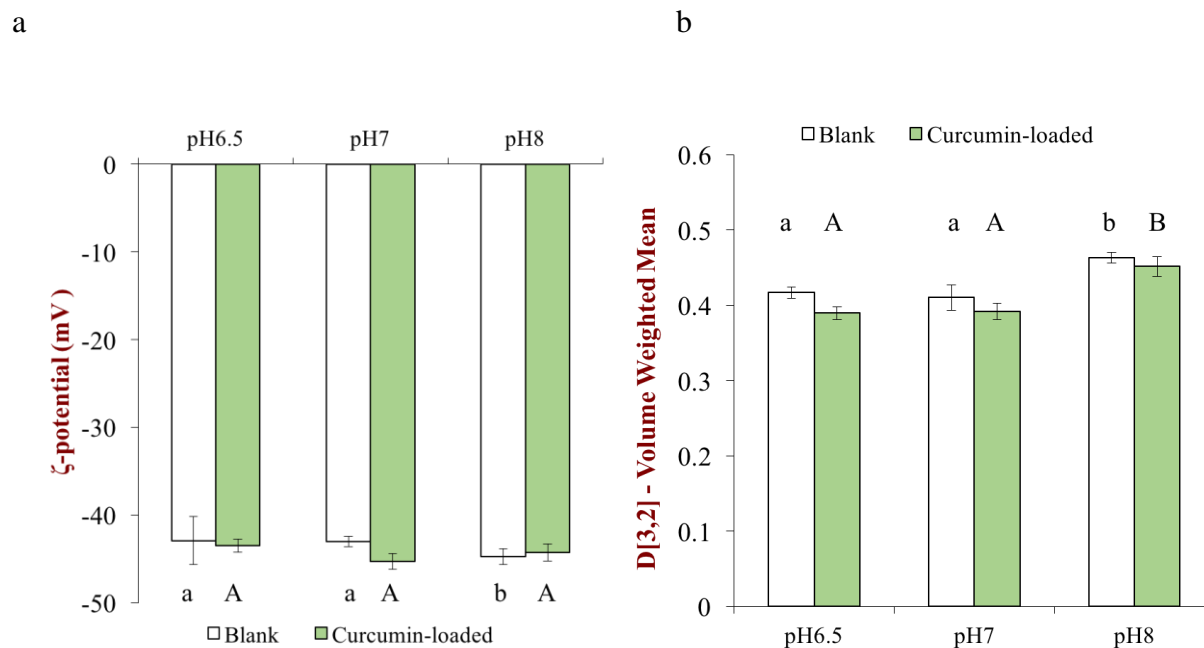 a
pH6.5 pH7 pH8
0
-10
-20
-30
-40
-50
ζ-potential (mV )
a A a A b A
Blank Curcumin-loaded
b
Blank Curcumin-loaded
0.6
0.5
0.4
0.3
0.2
0.1
0
D[3,2] - Volume Weighted Mean
a A a A b B
pH6.5 pH7 pH8